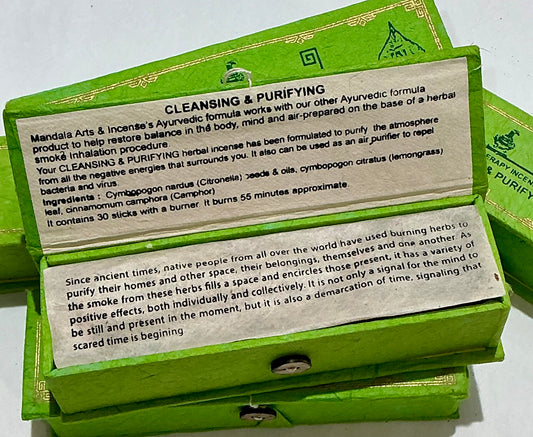 CLEANSING & PURIFYING
Mandala Arts & Incense's Ayurvedic formula works with our other Ayurvedic formula
product to help restore balance in the body, mind and air-prepared on the base of a herbal
smoke inhalation procedure
Your CLEANSING & PURIFYING herbal incense has been formulated to purify the atmosphere
from all the negative energies that surrounds you. It also can be used as an air purifier to repel
bacteria and virus.
Ingredients : Cymbopogon nardus (Citronella) seeds & oils, cymbopogon citratus (lemongrass)
leaf, cinnamomum camphora (Camphor)
It contains 30 sticks with a burner. It burns 55 minutes approximate.
Since ancient times, native people from all over the world have used burning herbs to
purify their homes and other space, their belongings, themselves and one another. As
the smoke from these herbs fills a space and encircles those present, it has a variety of
positive effects, both individually and collectively. It is not only a signal for the mind to
be still and present in the moment, but it is also a demarcation of time, signaling that
scared time is begining
ERAPY INCEN
& PURIFY